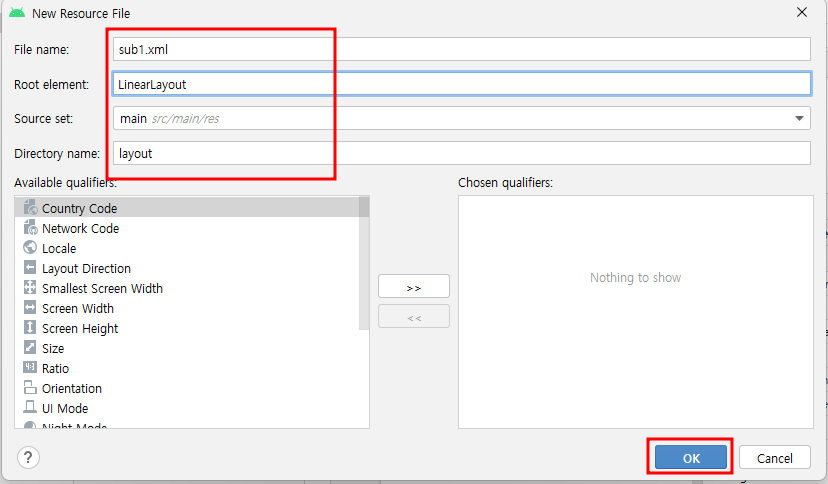 New Resource File
File name: sub1.xml
Root element: LinearLayout
Source set: main src/main/res
Directory name: layout
Available qualifiers:
Country Code
Network Code
Locale
Layout Direction
Smallest Screen Width
Screen Width
Screen Height
Size
Ratio
Orientation
UI Mode
Night Mode
>>
<<
Chosen qualifiers:
Nothing to show
?
OK
Cancel